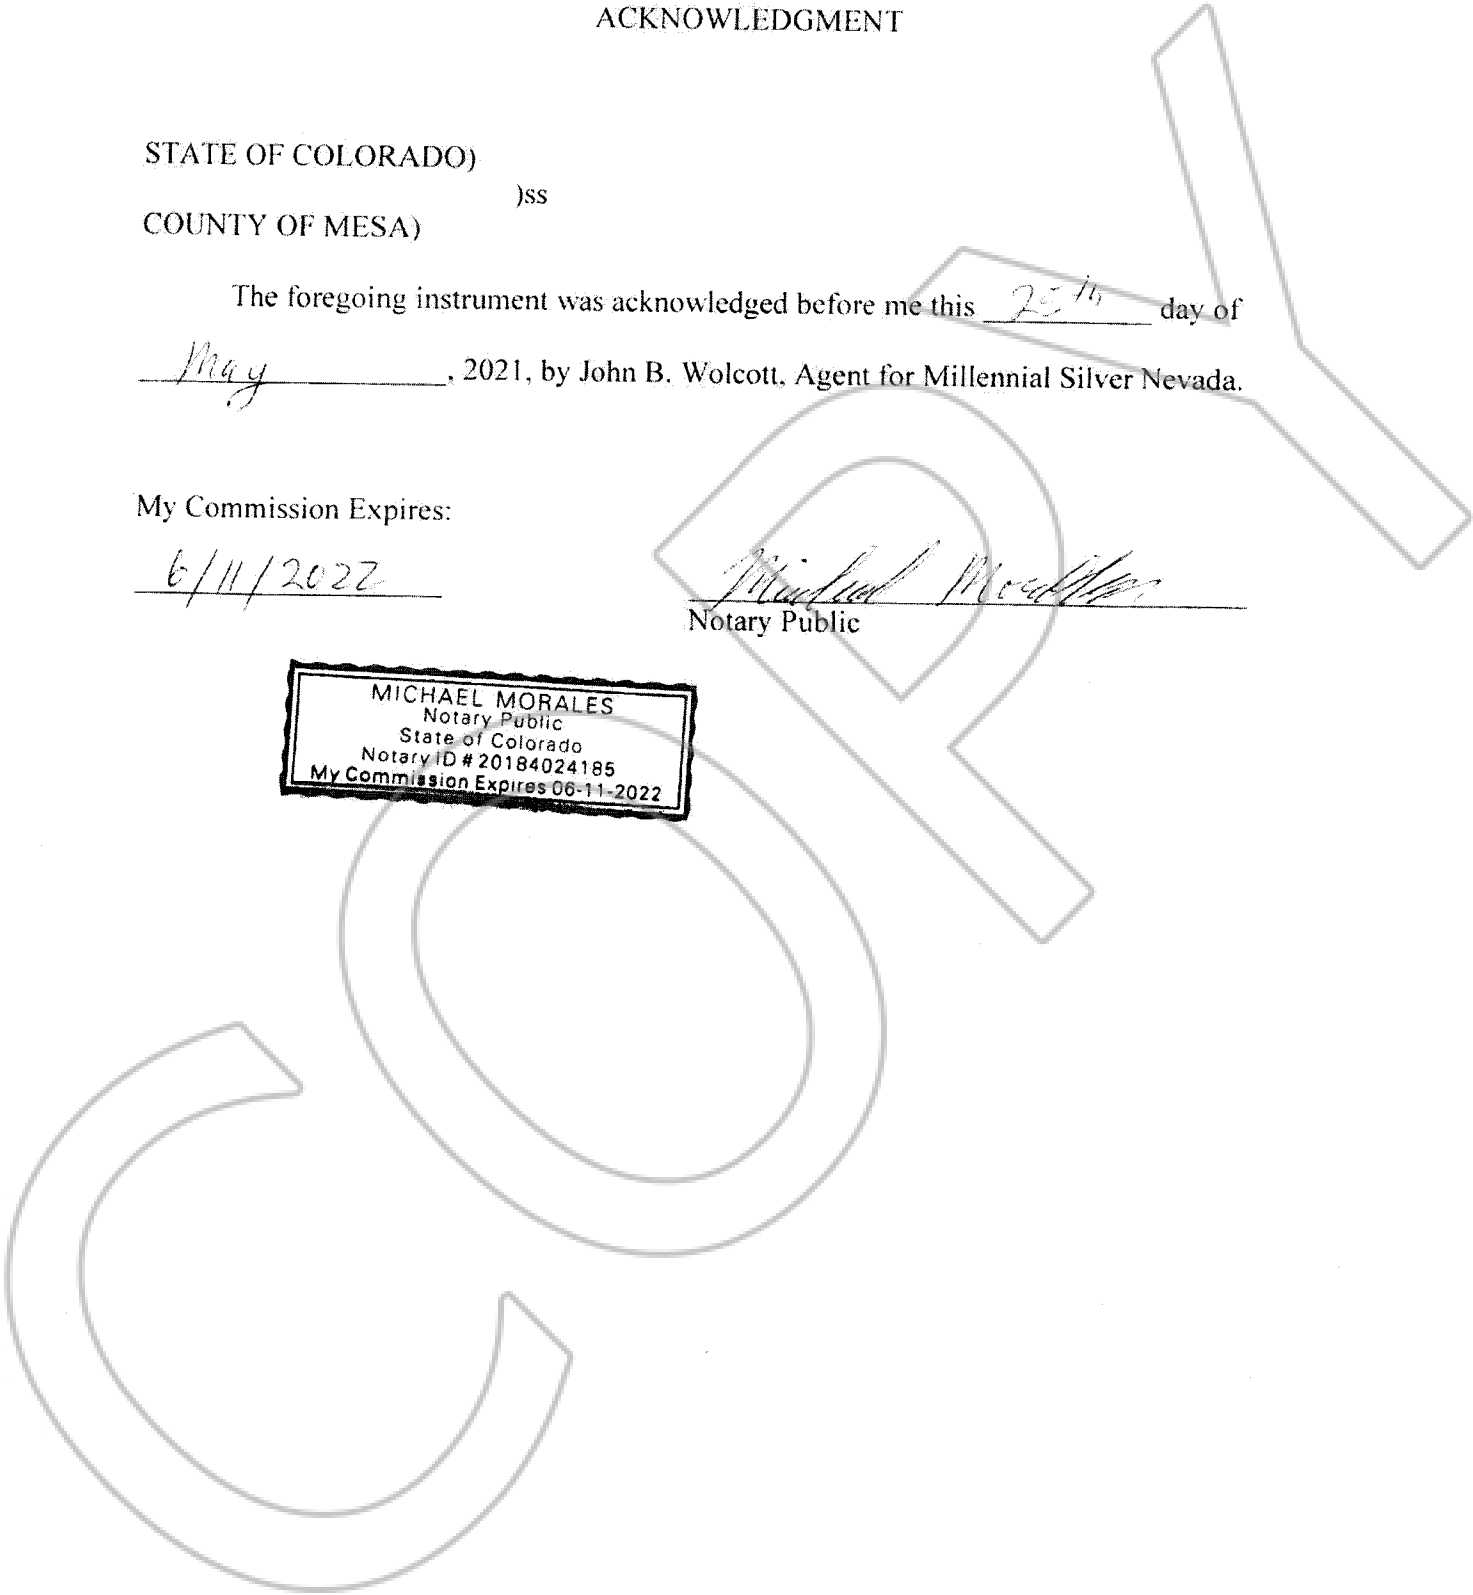 ACKNOWLEDGMENT
STATE OF COLORADO)
)ss
COUNTY OF MESA)
The foregoing instrument was acknowledged before me this 25th day of
May, 2021, by John B. Wolcott, Agent for Millennial Silver Nevada.
My Commission Expires:
6/11/2022
Michael Morales
Notary Public
MICHAEL MORALES
Notary Public
State of Colorado
Notary ID # 20184024185
My Commission Expires 06-11-2022
COPY